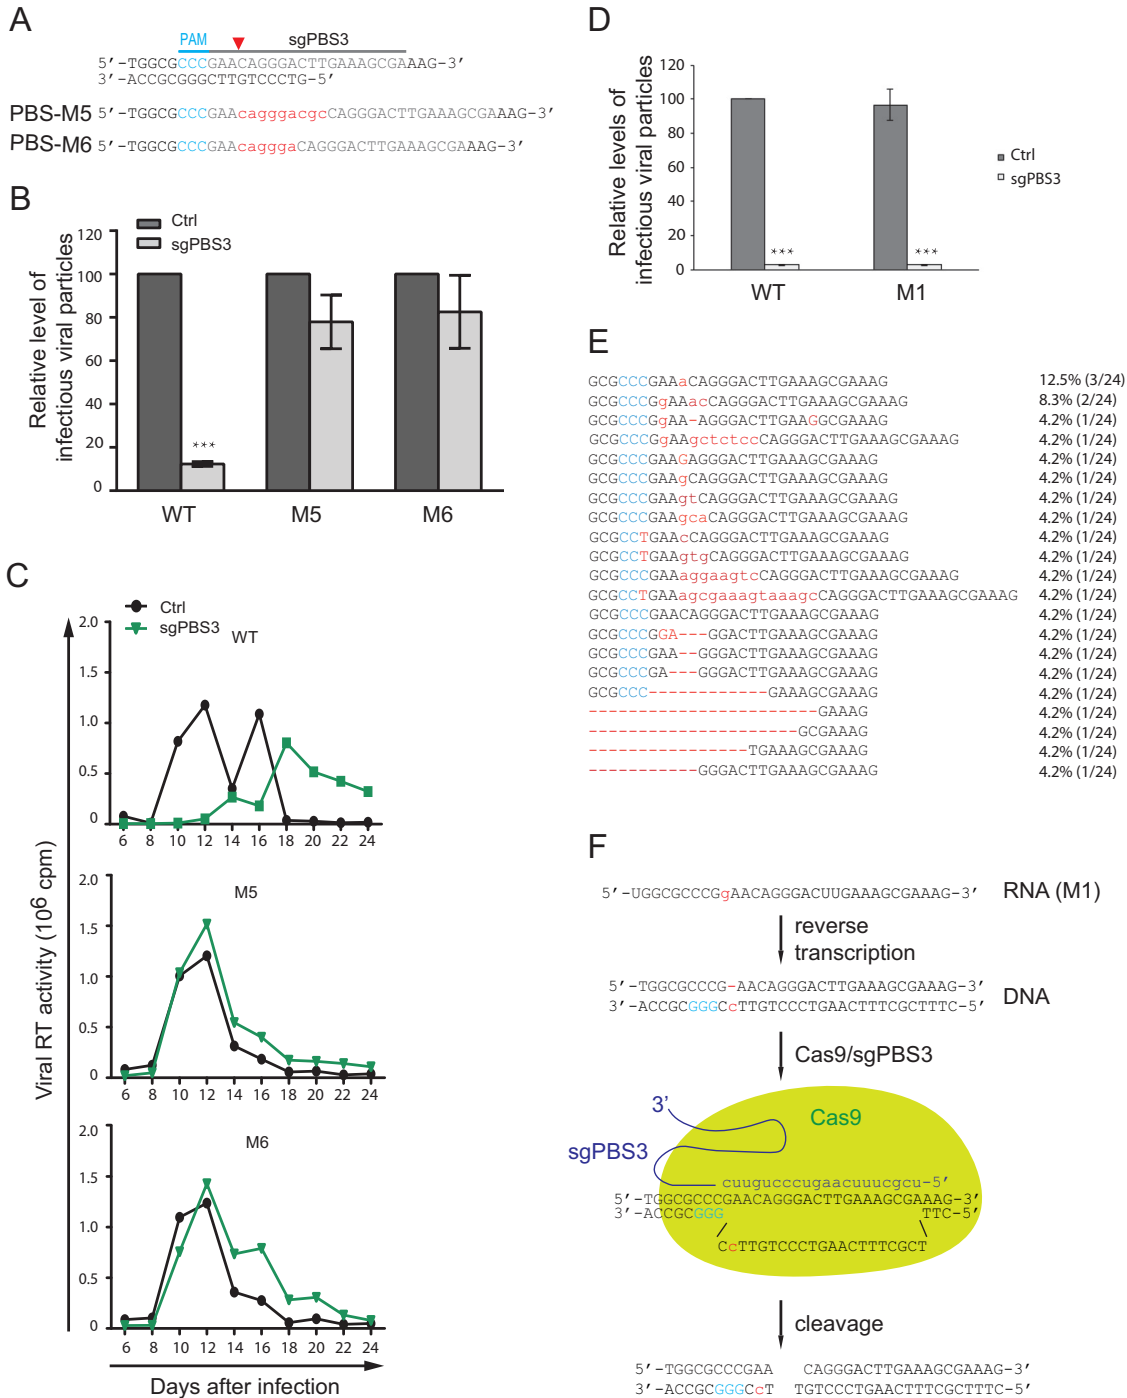 A
PAM sgPBS3
5′-TGGCGCCCGAACAGGGACTTGAAAGCGAAAG-3′
3′-ACCGCGGGCTTGTCCCTG-5′
PBS-M5 5′-TGGCGCCCGAAcagggacgcCAGGGACTTGAAAGCGAAAG-3′
PBS-M6 5′-TGGCGCCCGAAcagggaCAGGGACTTGAAAGCGAAAG-3′
B
Ctrl
sgPBS3
Relative level of
infectious viral particles
120
100
80
60
40
20
0
***
WT M5 M6
C
Ctrl
sgPBS3
WT
2.0
1.5
1.0
0.5
0
6 8 10 12 14 16 18 20 22 24
M5
2.0
1.5
1.0
0.5
0
6 8 10 12 14 16 18 20 22 24
M6
2.0
1.5
1.0
0.5
0
6 8 10 12 14 16 18 20 22 24
Viral RT activity (10⁶ cpm)
Days after infection
D
Relative levels of
infectious viral particles
120
100
80
60
40
20
0
*** ***
WT M1
Ctrl
sgPBS3
E
GCGCCCGAAaCAGGGACTTGAAAGCGAAAG 12.5% (3/24)
GCGCCCGgAAacCAGGGACTTGAAAGCGAAAG 8.3% (2/24)
GCGCCCGgAA-AGGGACTTGAAGGCGAAAG 4.2% (1/24)
GCGCCCGgAAgctctccCAGGGACTTGAAAGCGAAAG 4.2% (1/24)
GCGCCCGAAGAGGGACTTGAAAGCGAAAG 4.2% (1/24)
GCGCCCGAAgCAGGGACTTGAAAGCGAAAG 4.2% (1/24)
GCGCCCGAAgtCAGGGACTTGAAAGCGAAAG 4.2% (1/24)
GCGCCCGAAgcaCAGGGACTTGAAAGCGAAAG 4.2% (1/24)
GCGCCTGAAcCAGGGACTTGAAAGCGAAAG 4.2% (1/24)
GCGCCTGAAgtgCAGGGACTTGAAAGCGAAAG 4.2% (1/24)
GCGCCCGAAaggaagtcCAGGGACTTGAAAGCGAAAG 4.2% (1/24)
GCGCCTGAAagcgaaagtaaagcCAGGGACTTGAAAGCGAAAG 4.2% (1/24)
GCGCCCGAACAGGGACTTGAAAGCGAAAG 4.2% (1/24)
GCGCCCGGA---GGACTTGAAAGCGAAAG 4.2% (1/24)
GCGCCCGAA--GGGACTTGAAAGCGAAAG 4.2% (1/24)
GCGCCCGA---GGGACTTGAAAGCGAAAG 4.2% (1/24)
GCGCCC------------GAAAGCGAAAG 4.2% (1/24)
-----------------------GAAAG 4.2% (1/24)
---------------------GCGAAAG 4.2% (1/24)
----------------TGAAAGCGAAAG 4.2% (1/24)
-----------GGGACTTGAAAGCGAAAG 4.2% (1/24)
F
5′-UGGCGCCCGgAACAGGGACUUGAAAGCGAAAG-3′ RNA (M1)
reverse
transcription
5′-TGGCGCCCG-AACAGGGACTTGAAAGCGAAAG-3′
3′-ACCGCGGGCcTTGTCCCTGAACTTTCGCTTTC-5′
DNA
Cas9/sgPBS3
3′
Cas9
sgPBS3
cuugucccugaacuuucgcu-5′
5′-TGGCGCCCGAACAGGGACTTGAAAGCGAAAG-3′
3′-ACCGCGGG TTC-5′
CcTTGTCCCTGAACTTTCGCT
cleavage
5′-TGGCGCCCGAA CAGGGACTTGAAAGCGAAAG-3′
3′-ACCGCGGGCcT TGTCCCTGAACTTTCGCTTTC-5′